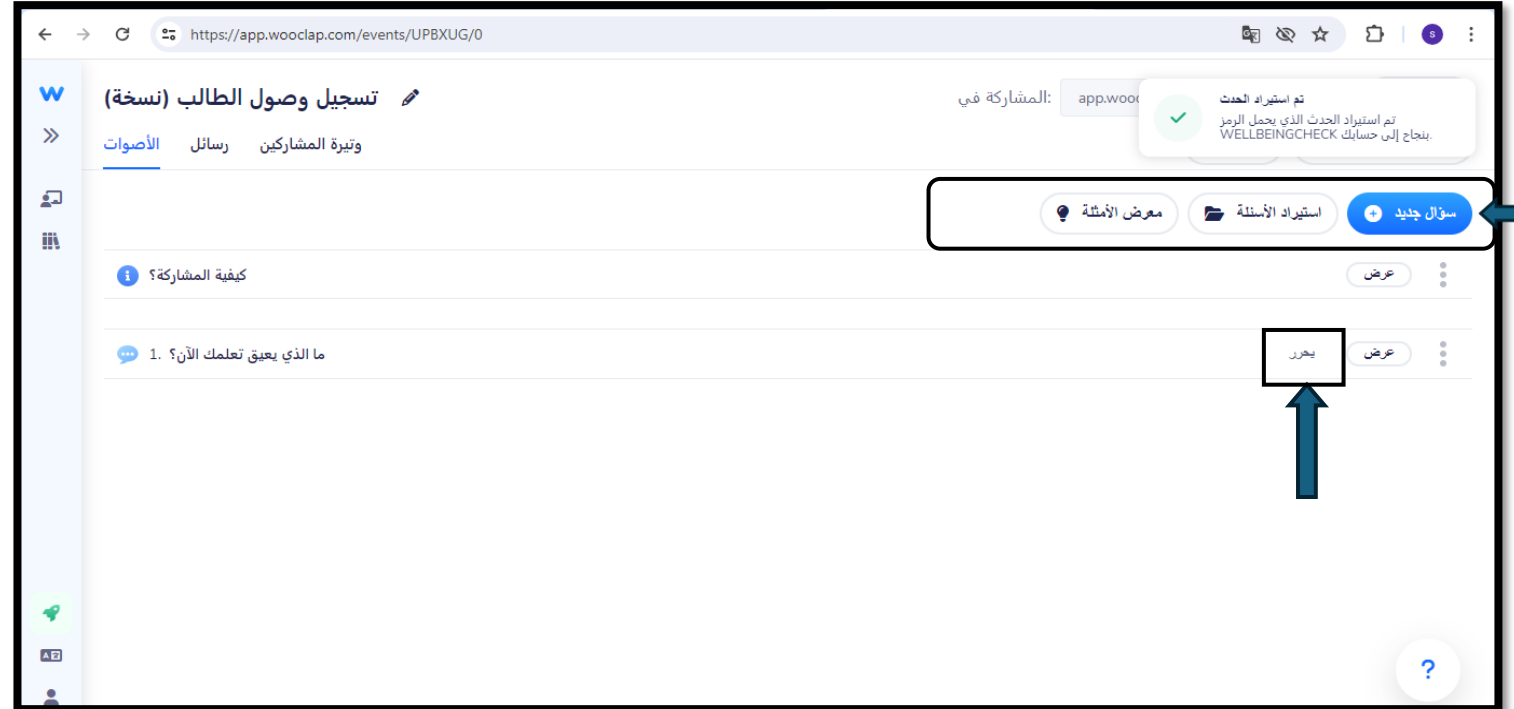 https://app.wooclap.com/events/UPBXUG/0
s
تسجيل وصول الطالب (نسخة)
المشاركة في:
app.wooc
تم استيراد الحدث
تم استيراد الحدث الذي يحمل الرمز
WELLBEINGCHECK بنجاح إلى حسابك.
الأصوات
رسائل
وتيرة المشاركين
سؤال جديد
استيراد الأسئلة
معرض الأمثلة
كيفية المشاركة؟
عرض
1. ما الذي يعيق تعلمك الآن؟
يحرر
عرض
?